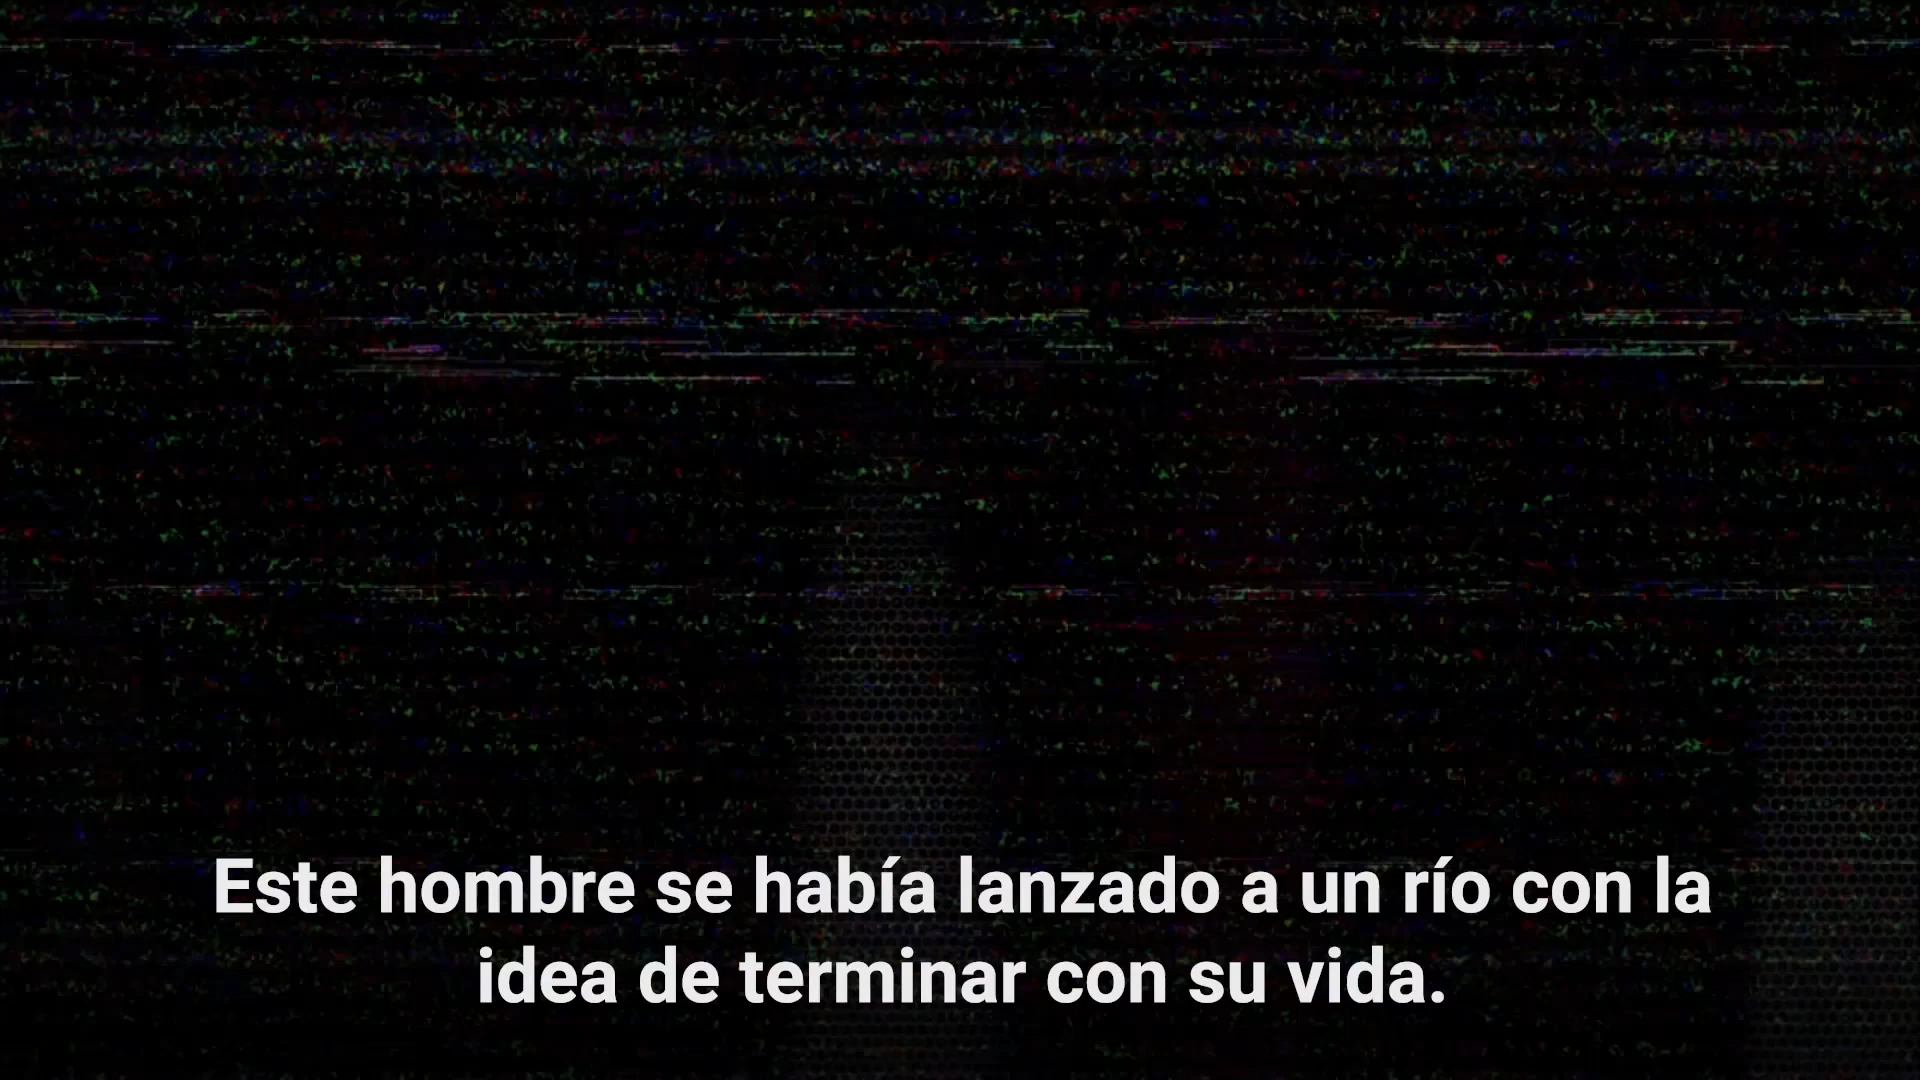 Este hombre se había lanzado a un río con la
idea de terminar con su vida.